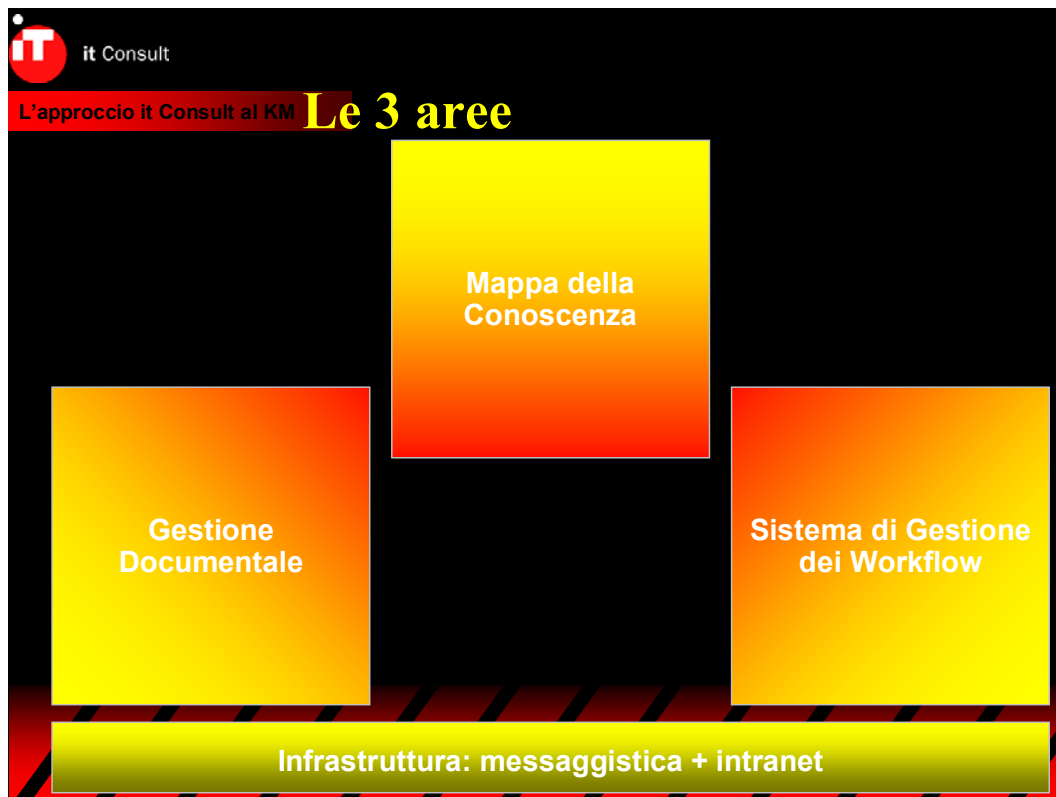 iT
it Consult
L'approccio it Consult al KM
Le 3 aree
Mappa della
Conoscenza
Gestione
Documentale
Sistema di Gestione
dei Workflow
Infrastruttura: messaggistica + intranet